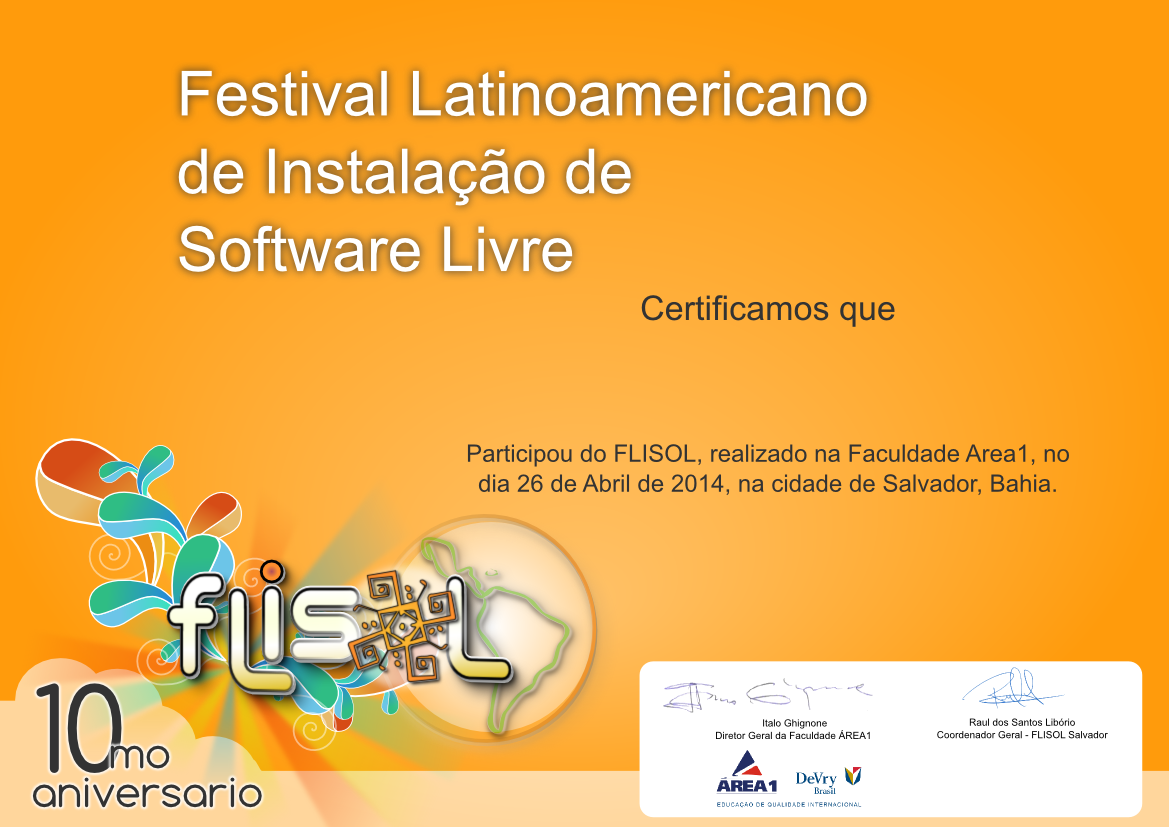 Festival Latinoamericano
de Instalação de
Software Livre
Certificamos que
Participou do FLISOL, realizado na Faculdade Area1, no
dia 26 de Abril de 2014, na cidade de Salvador, Bahia.
flisol
10mo
aniversario
Italo Ghignone
Diretor Geral da Faculdade ÁREA1
Raul dos Santos Libório
Coordenador Geral - FLISOL Salvador
ÁREA1
DeVry
Brasil
EDUCAÇÃO DE QUALIDADE INTERNACIONAL